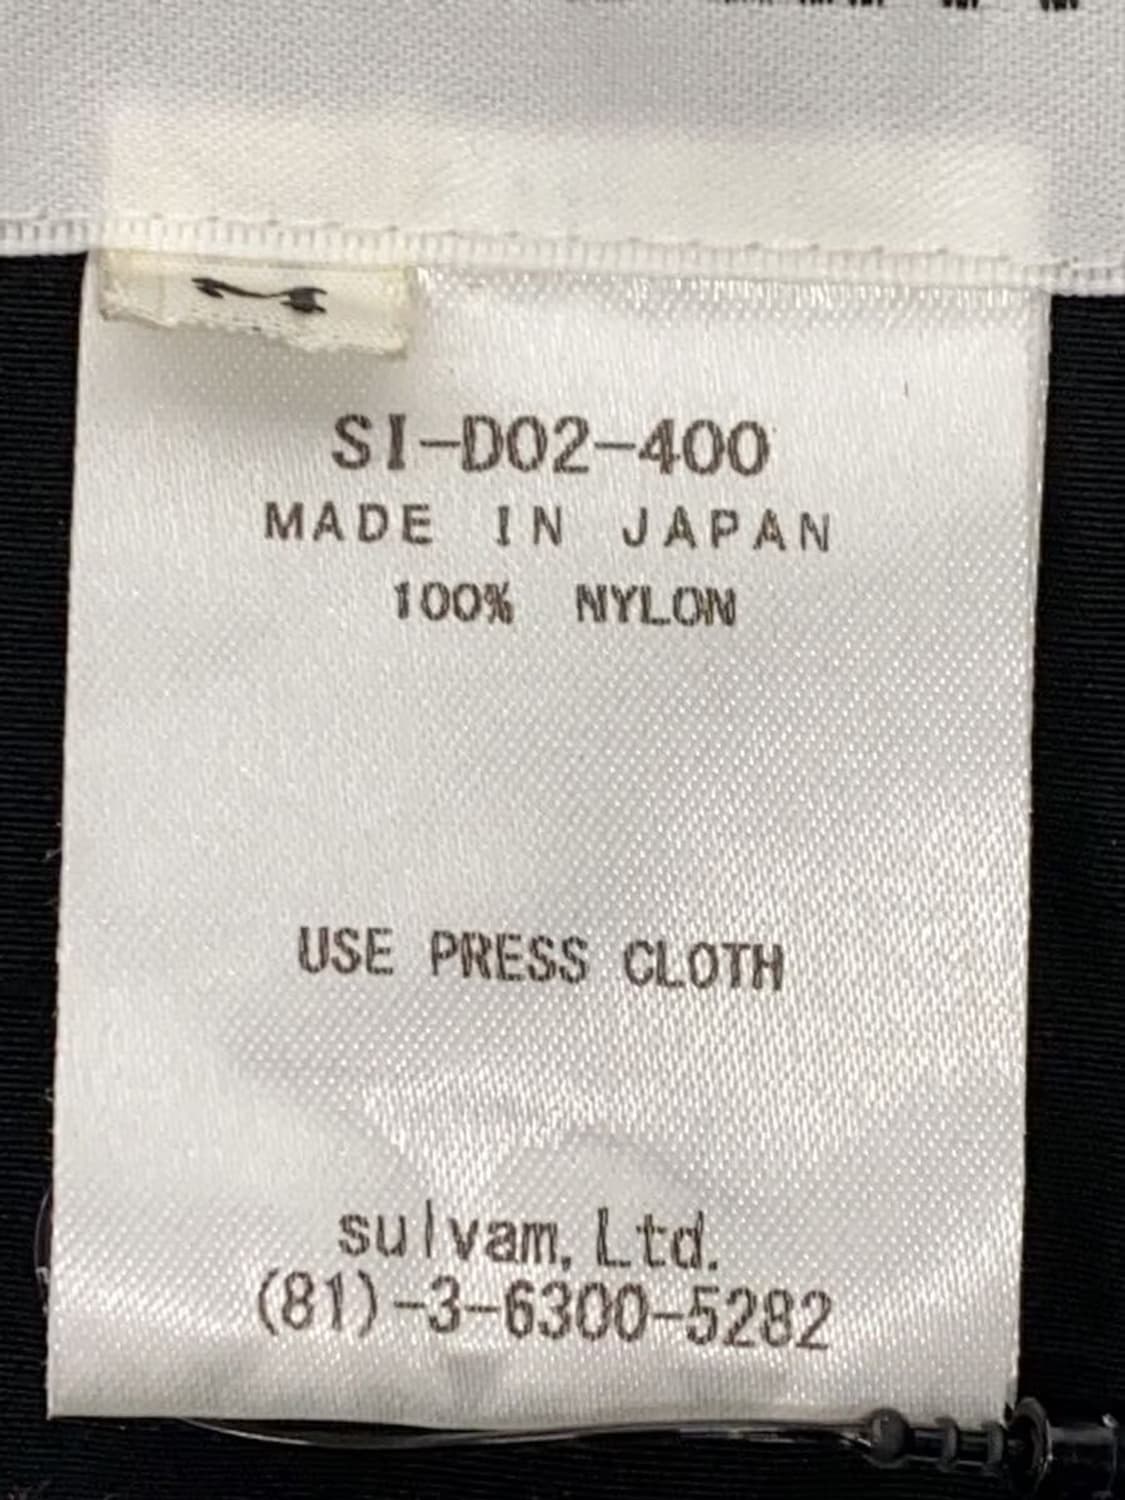 SI-D02-400
MADE IN JAPAN
100% NYLON
USE PRESS CLOTH
sulvam, Ltd.
(81)-3-6300-5282